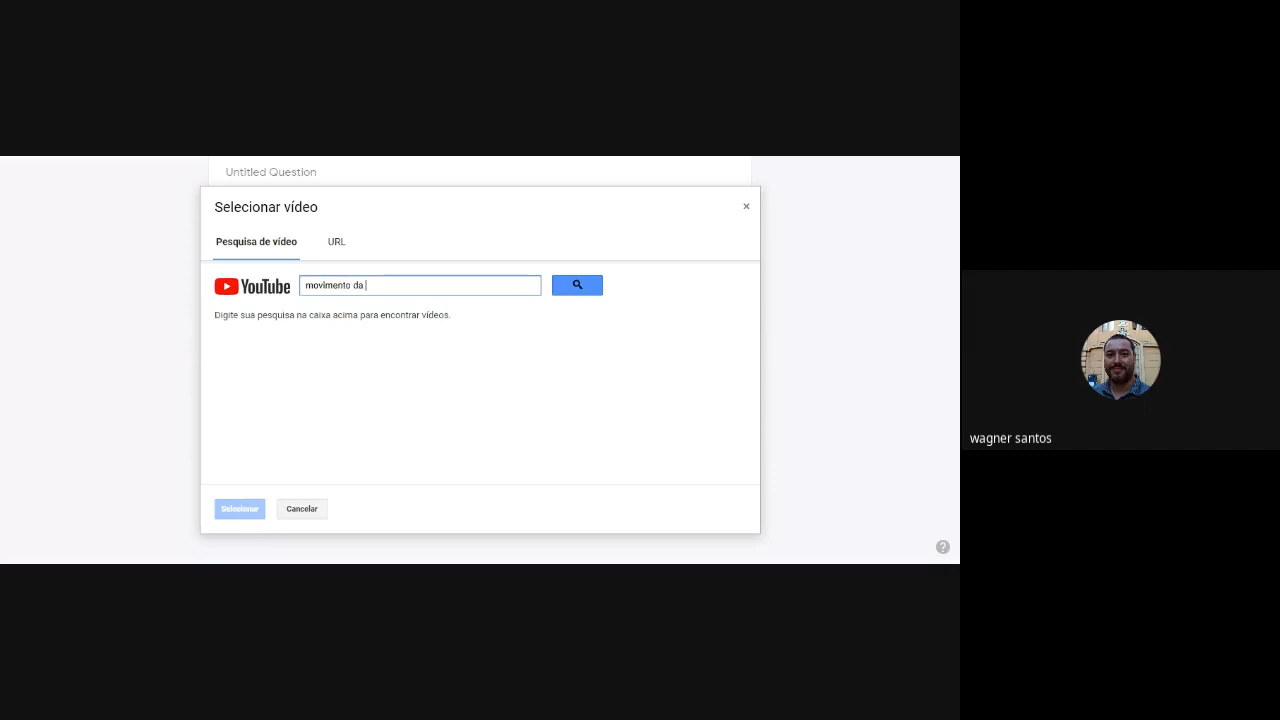 Untitled Question
Selecionar vídeo
×
Pesquisa de vídeo
URL
YouTube
movimento da
Digite sua pesquisa na caixa acima para encontrar vídeos.
Selecionar
Cancelar
?
wagner santos